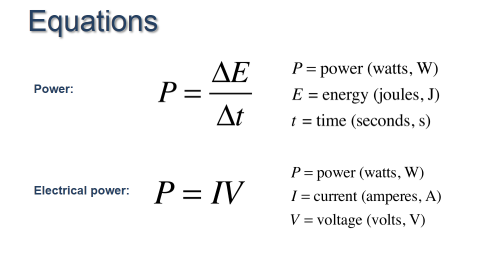 Equations
Power:
P = ΔE/Δt
P = power (watts, W)
E = energy (joules, J)
t = time (seconds, s)
Electrical power:
P = IV
P = power (watts, W)
I = current (amperes, A)
V = voltage (volts, V)